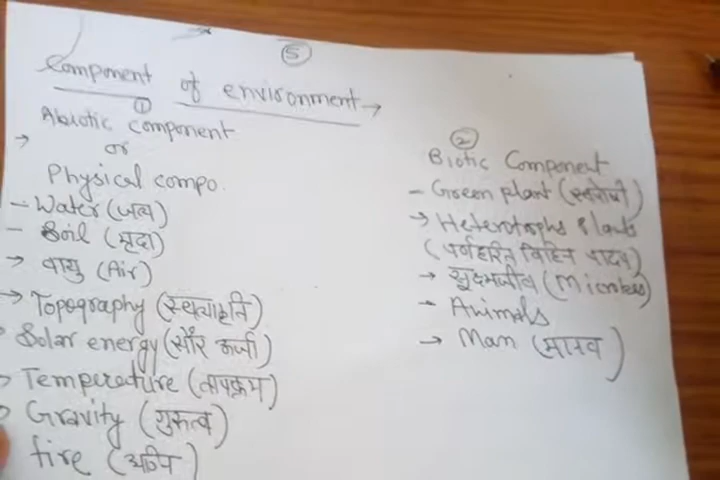 5
Component of environment →
1
Abiotic component
→ or
Physical compo.
- Water (जल)
- Soil (मृदा)
→ वायु (Air)
→ Topography (स्थलाकृति)
Solar energy (सौर ऊर्जा)
Temperature (तापक्रम)
Gravity (गुरुत्व)
fire (अग्नि)
2
Biotic Component
- Green plant (स्वपोषी)
→ Heterotrophs Plants
(पर्णहरित विहिन पादप)
→ सूक्ष्मजीव (Microbes)
- Animals
→ Man (मानव)